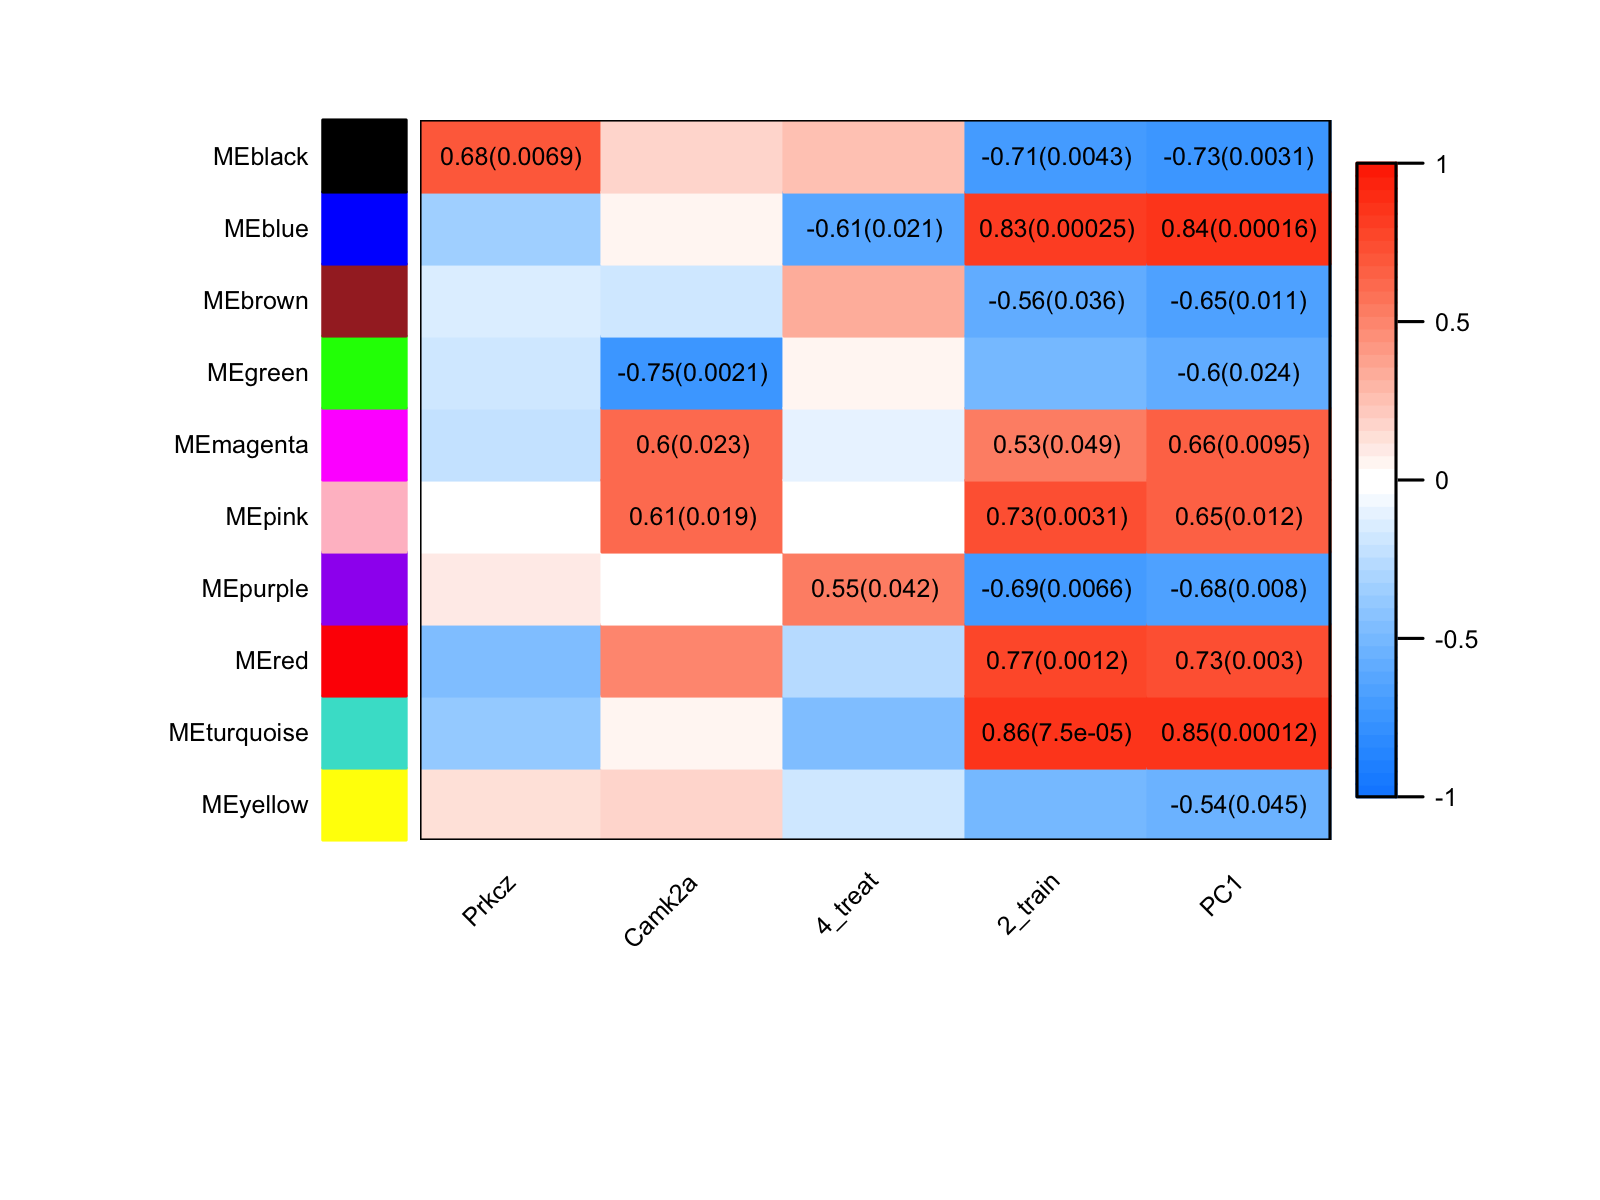 MEblack 0.68(0.0069) -0.71(0.0043) -0.73(0.0031)
MEblue -0.61(0.021) 0.83(0.00025) 0.84(0.00016)
MEbrown -0.56(0.036) -0.65(0.011)
MEgreen -0.75(0.0021) -0.6(0.024)
MEmagenta 0.6(0.023) 0.53(0.049) 0.66(0.0095)
MEpink 0.61(0.019) 0.73(0.0031) 0.65(0.012)
MEpurple 0.55(0.042) -0.69(0.0066) -0.68(0.008)
MEred 0.77(0.0012) 0.73(0.003)
MEturquoise 0.86(7.5e-05) 0.85(0.00012)
MEyellow -0.54(0.045)
Prkcz Camk2a 4_treat 2_train PC1
1
0.5
0
-0.5
-1